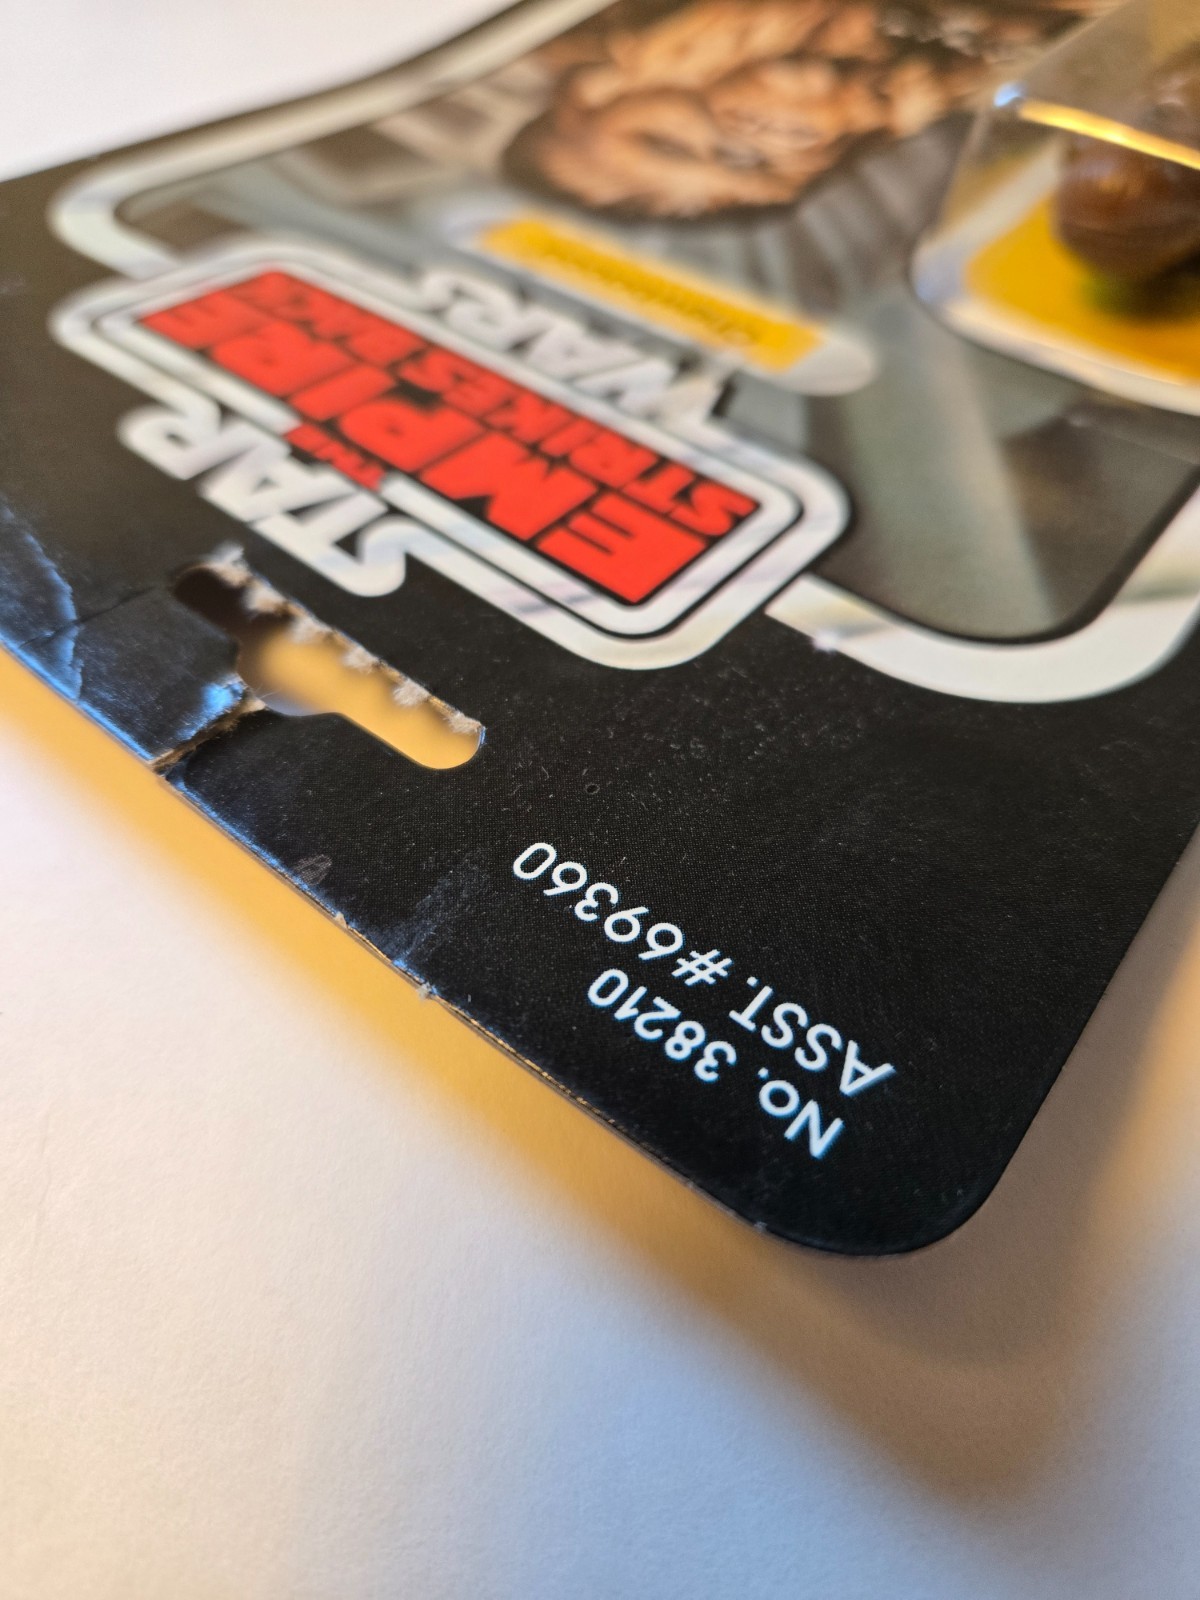 No. 38210
ASST. #69360
STAR
THE
EMPIRE
STRIKES BACK
WARS